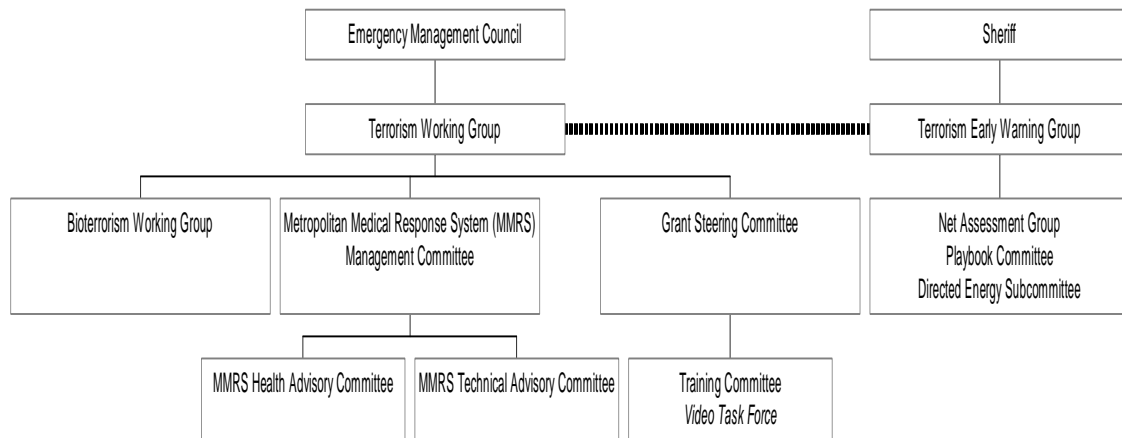 Emergency Management Council
Sheriff
Terrorism Working Group
Terrorism Early Warning Group
Bioterrorism Working Group
Metropolitan Medical Response System (MMRS)
Management Committee
Grant Steering Committee
Net Assessment Group
Playbook Committee
Directed Energy Subcommittee
MMRS Health Advisory Committee
MMRS Technical Advisory Committee
Training Committee
Video Task Force